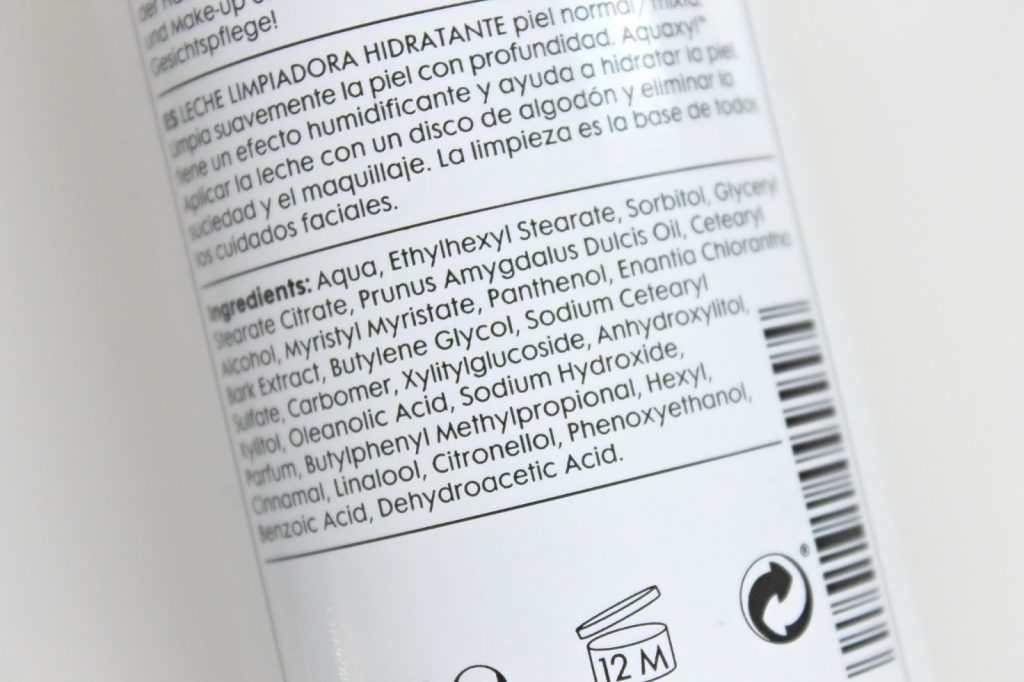 und Make-up
Gesichtspflege!
ES LECHE LIMPIADORA HIDRATANTE piel normal / mixta
Limpia suavemente la piel con profundidad. Aquaxyl™
tiene un efecto humidificante y ayuda a hidratar la piel.
Aplicar la leche con un disco de algodón y eliminar la
suciedad y el maquillaje. La limpieza es la base de todos
los cuidados faciales.
Ingredients: Aqua, Ethylhexyl Stearate, Sorbitol, Glyceryl
Stearate Citrate, Prunus Amygdalus Dulcis Oil, Cetearyl
Alcohol, Myristyl Myristate, Panthenol, Enantia Chlorantha
Bark Extract, Butylene Glycol, Sodium Cetearyl
Sulfate, Carbomer, Xylitylglucoside, Anhydroxylitol,
Xylitol, Oleanolic Acid, Sodium Hydroxide,
Parfum, Butylphenyl Methylpropional, Hexyl,
Cinnamal, Linalool, Citronellol, Phenoxyethanol,
Benzoic Acid, Dehydroacetic Acid.
®
12 M